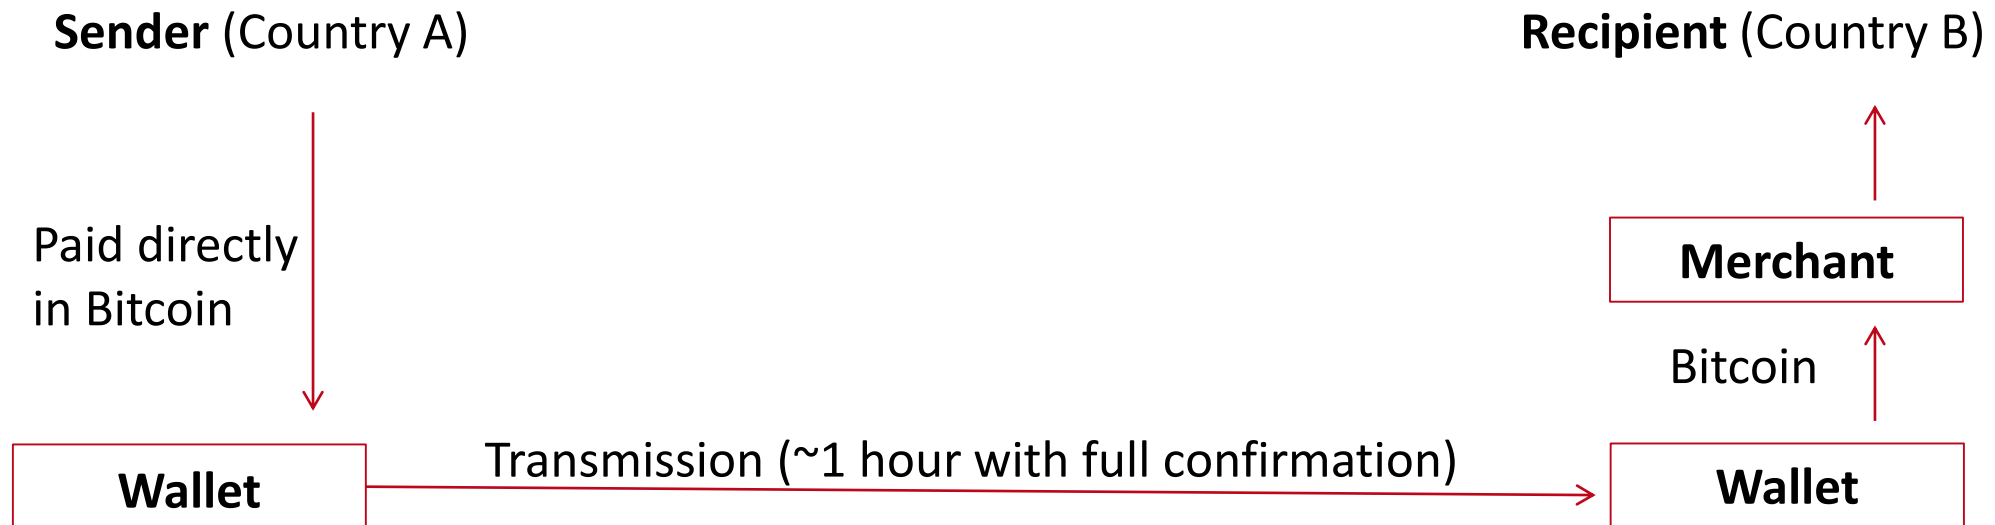 Sender (Country A)
Recipient (Country B)
Paid directly
in Bitcoin
Merchant
Bitcoin
Transmission (~1 hour with full confirmation)
Wallet
Wallet